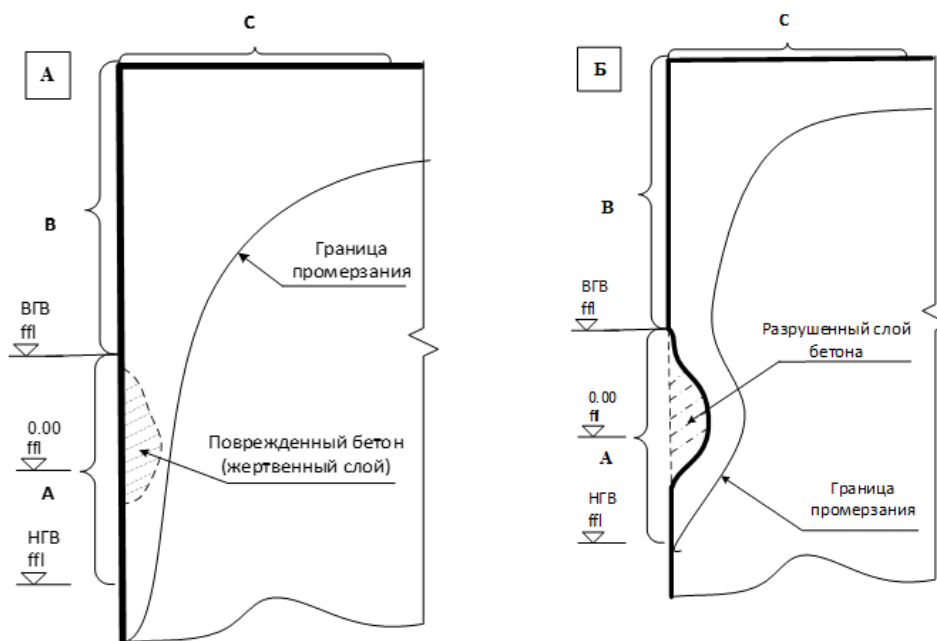 С
А
В
Граница
промерзания
ВГВ
ffl
0.00
ffl
Поврежденный бетон
(жертвенный слой)
А
НГВ
ffl
С
Б
В
ВГВ
ffl
Разрушенный слой
бетона
0.00
fl
А
НГВ
ffl
Граница
промерзания